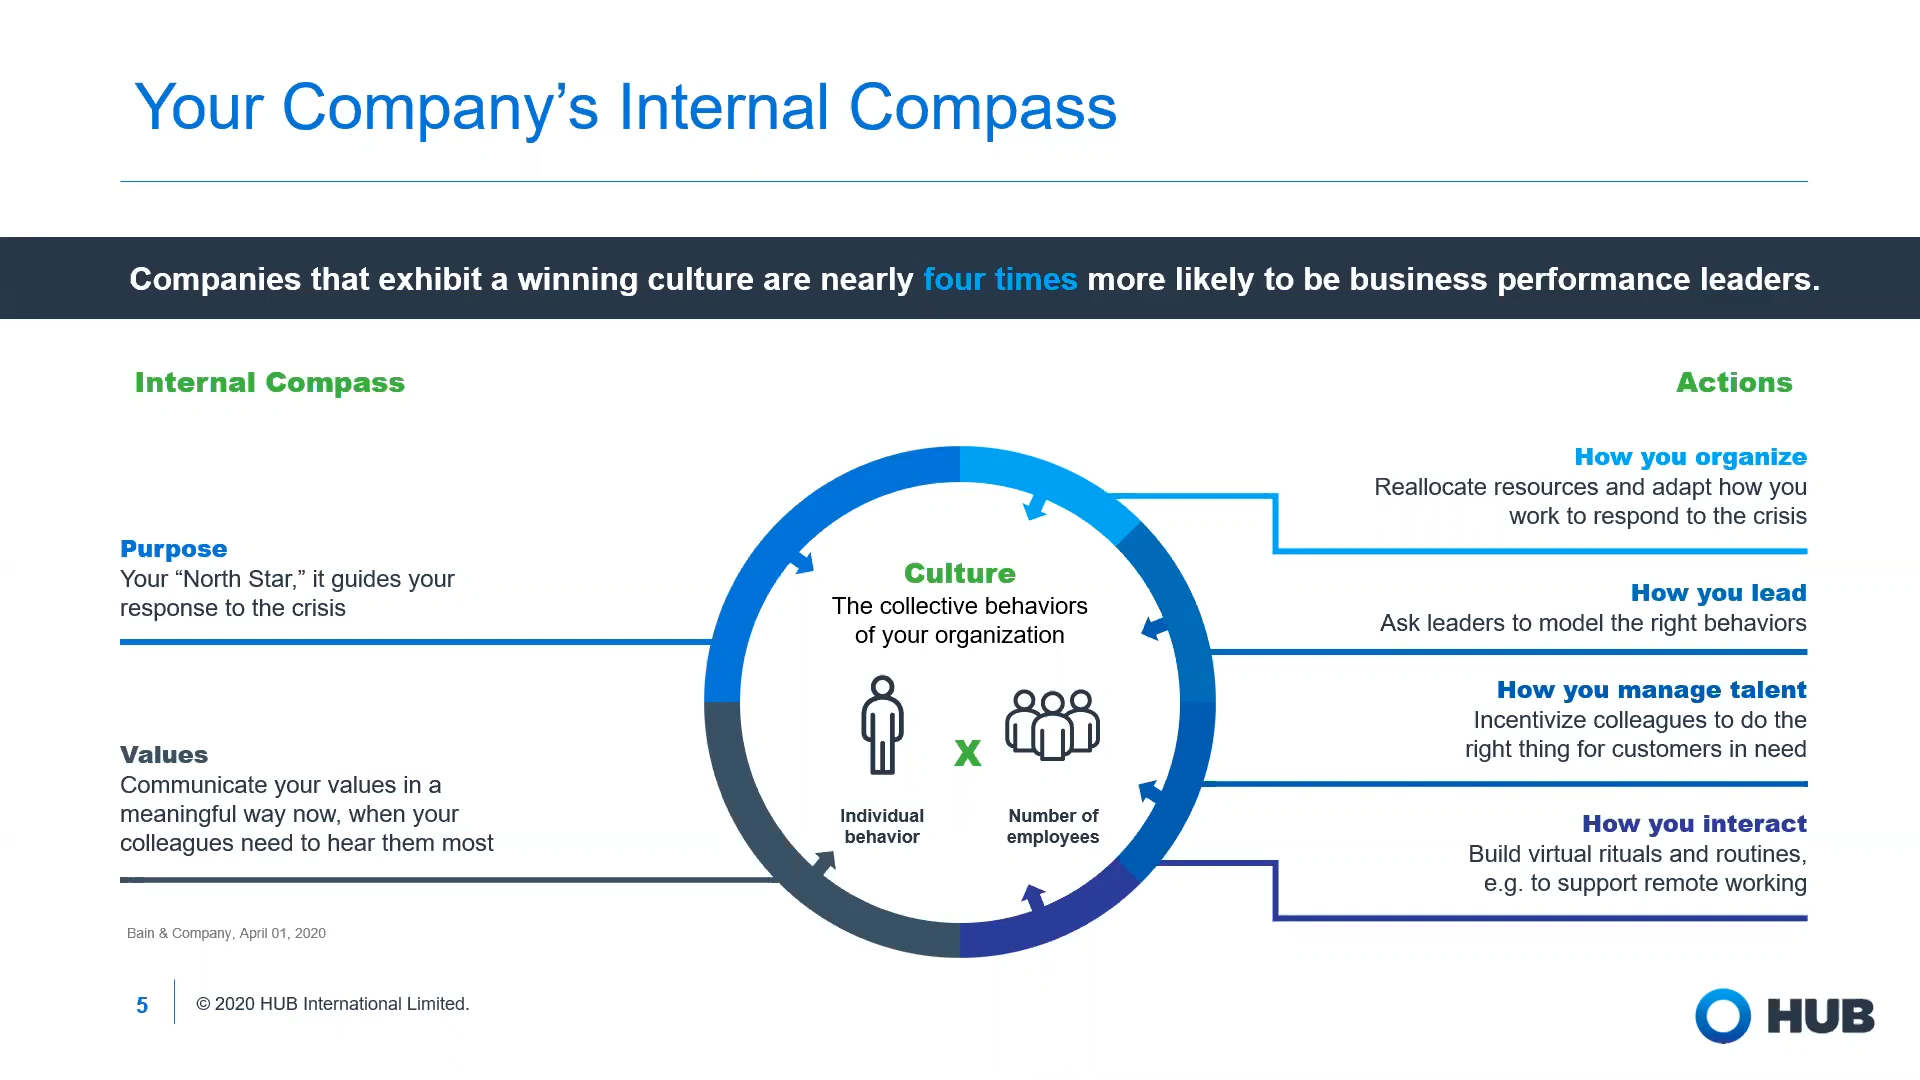 Your Company’s Internal Compass
Companies that exhibit a winning culture are nearly four times more likely to be business performance leaders.
Internal Compass
Purpose
Your “North Star,” it guides your
response to the crisis
Values
Communicate your values in a
meaningful way now, when your
colleagues need to hear them most
Culture
The collective behaviors
of your organization
X
Individual
behavior
Number of
employees
Actions
How you organize
Reallocate resources and adapt how you
work to respond to the crisis
How you lead
Ask leaders to model the right behaviors
How you manage talent
Incentivize colleagues to do the
right thing for customers in need
How you interact
Build virtual rituals and routines,
e.g. to support remote working
Bain & Company, April 01, 2020
5
© 2020 HUB International Limited.
HUB